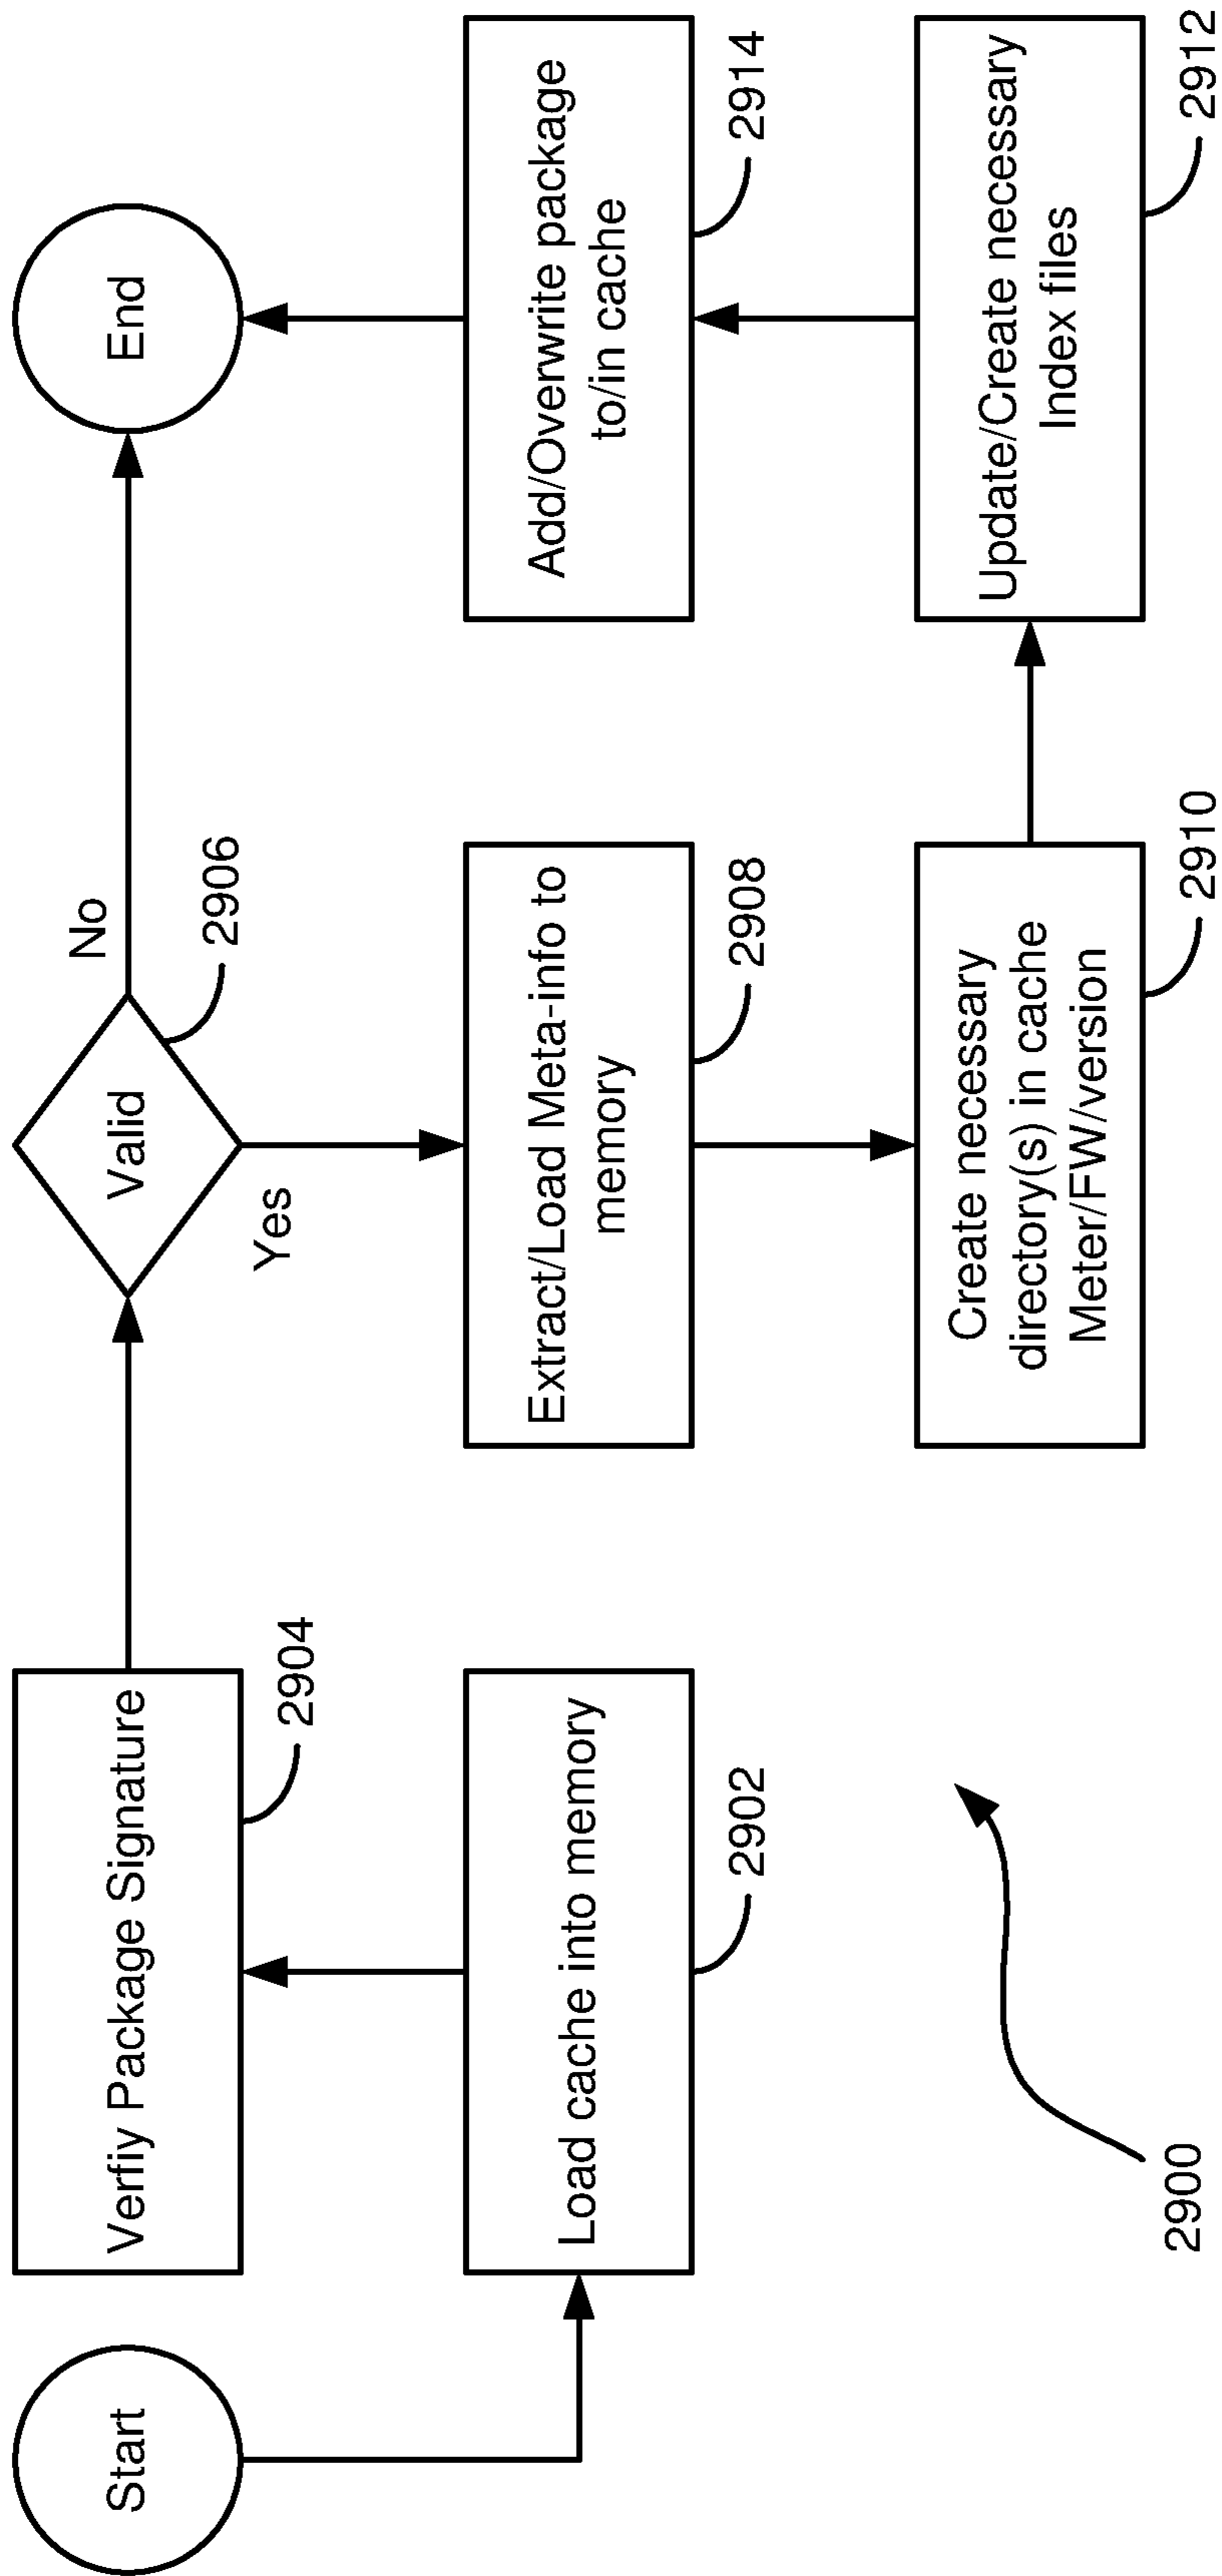 Start
Load cache into memory
2902
Verfiy Package Signature
2904
Valid
2906
No
Yes
Extract/Load Meta-info to
memory
2908
Create necessary
directory(s) in cache
Meter/FW/version
2910
Update/Create necessary
Index files
2912
Add/Overwrite package
to/in cache
2914
End
2900